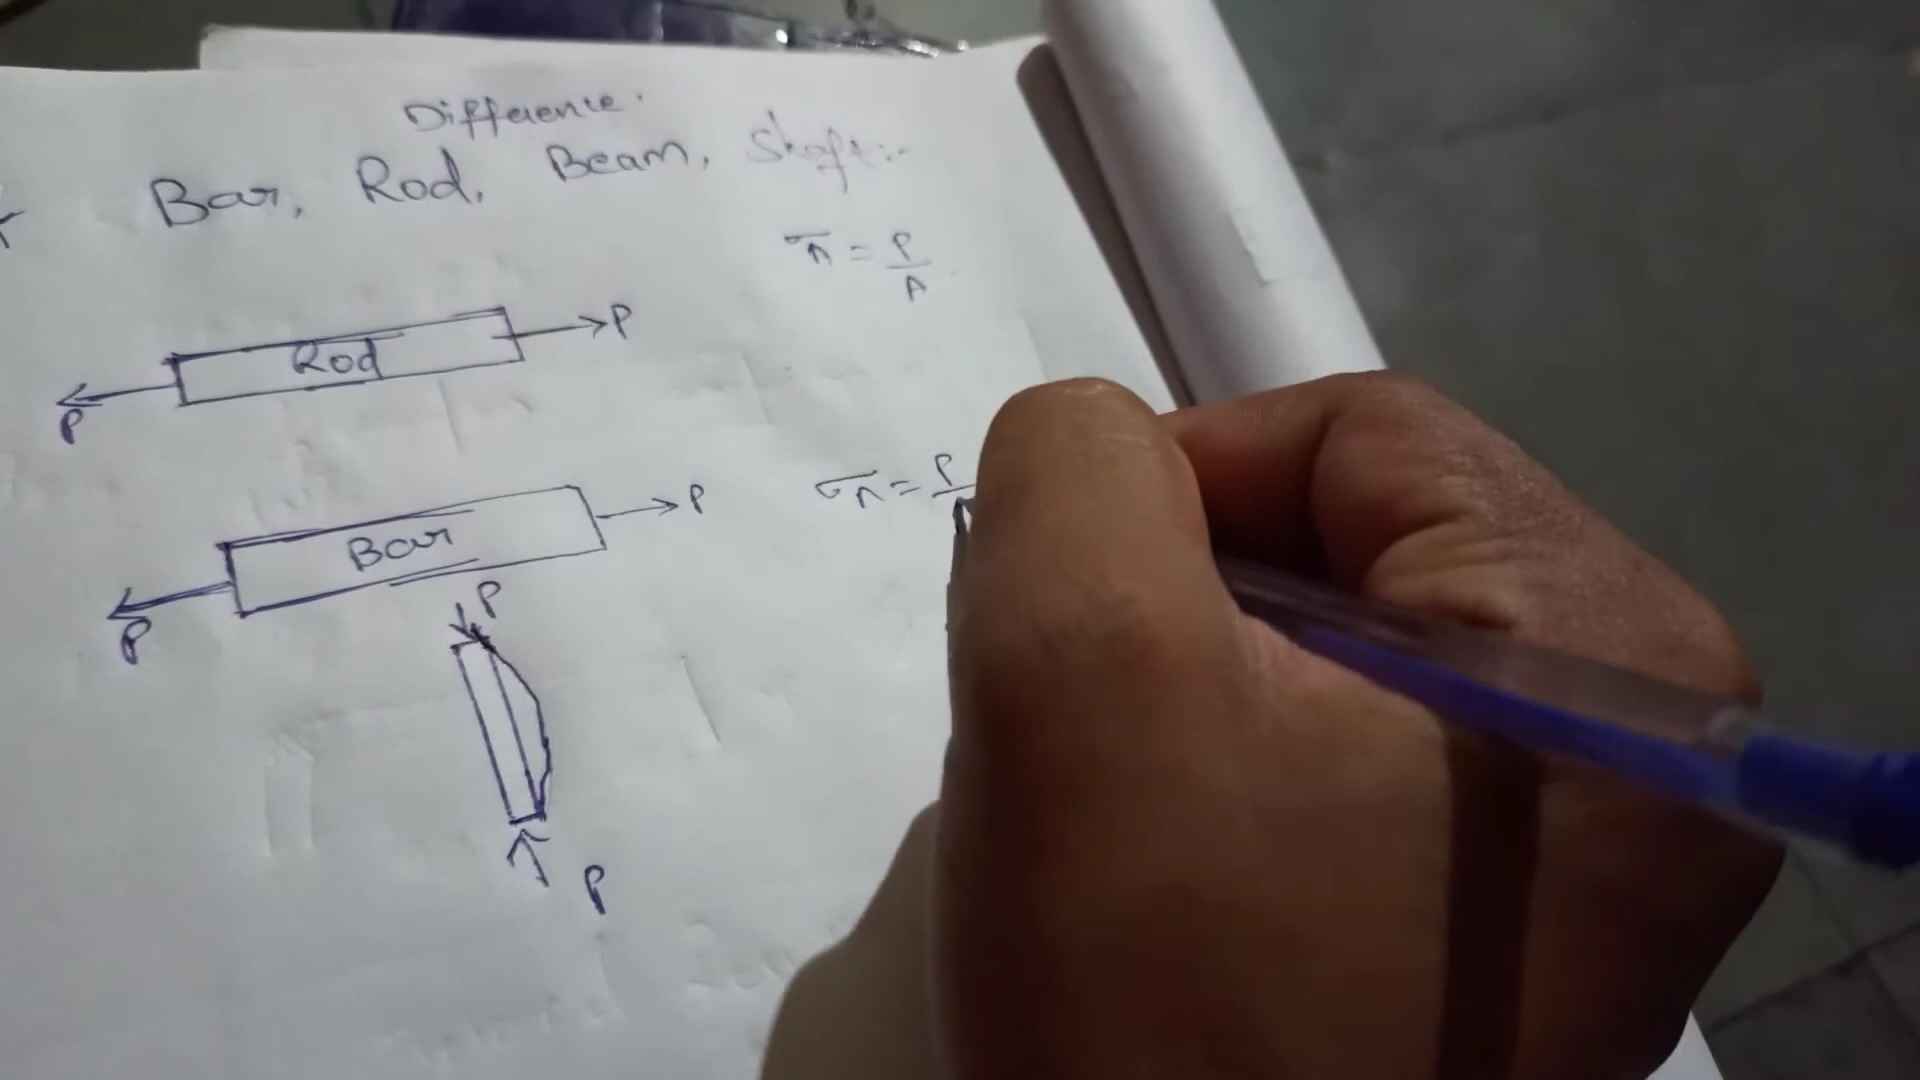 Difference.
Bar, Rod, Beam, Shaft:-
σn = P/A
Rod
P
P
σn = P
Bar
P
P
P
P